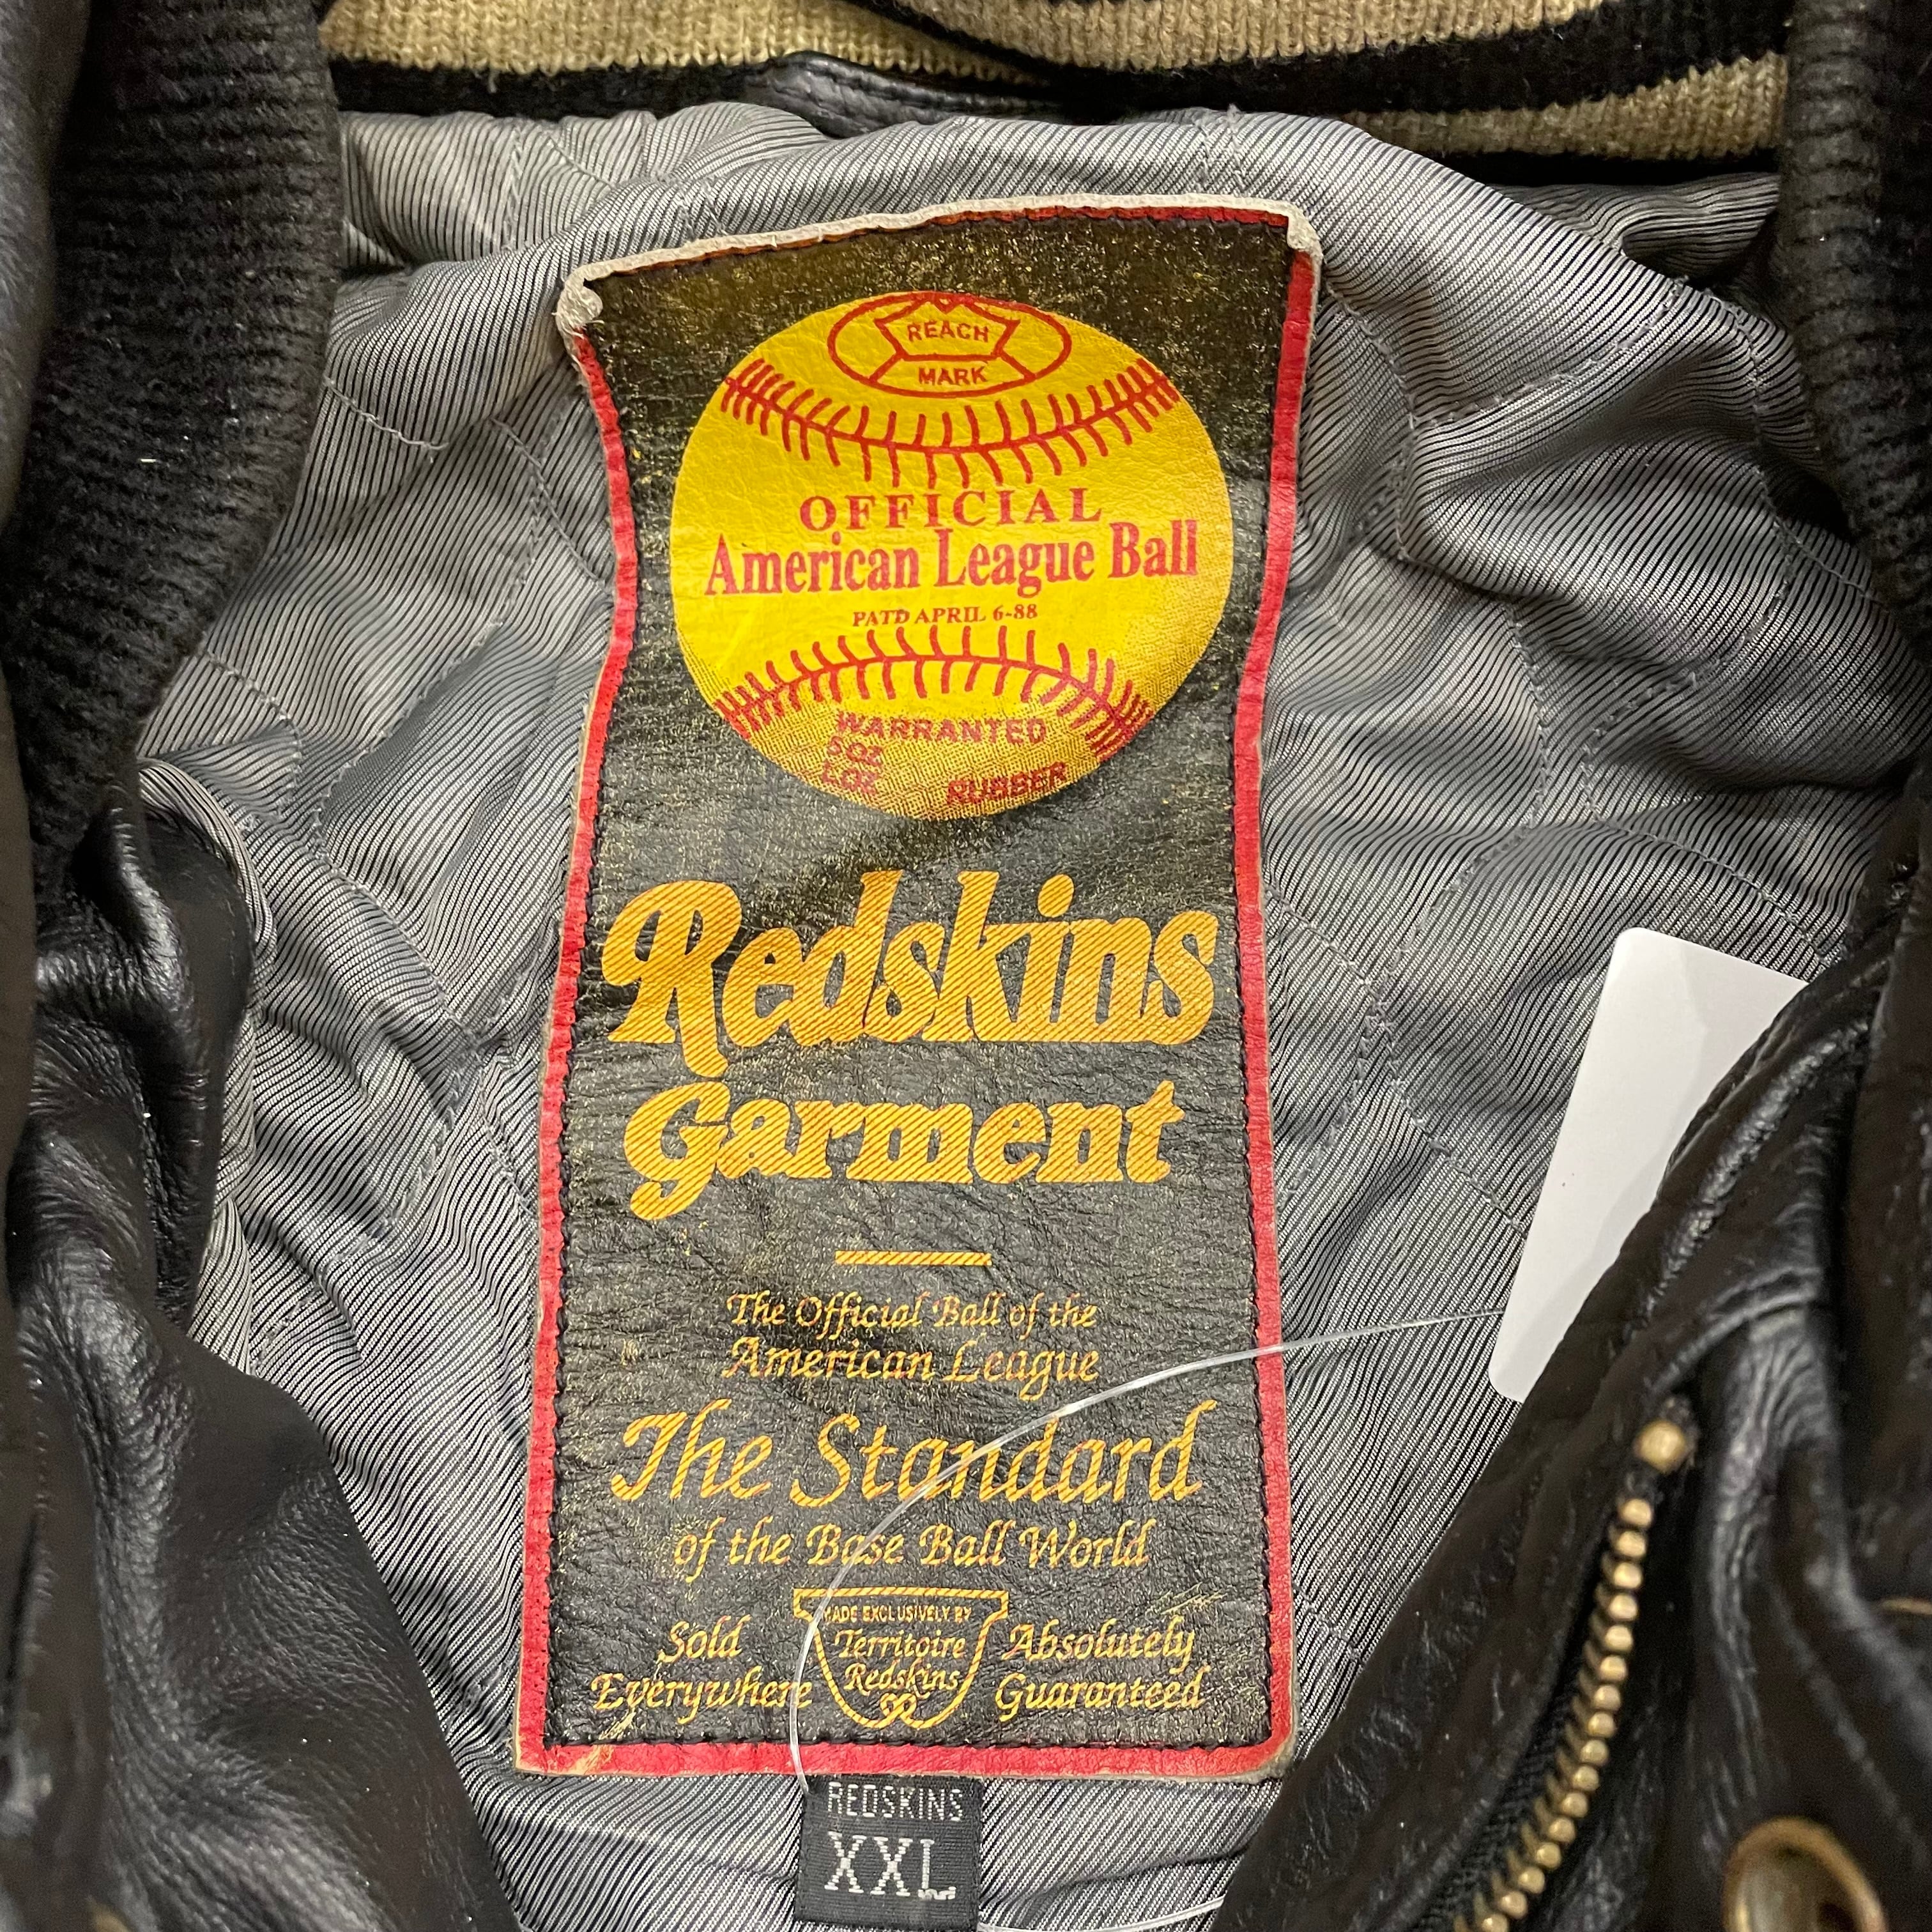 REACH
MARK
OFFICIAL
American League Ball
PATD APRIL 6-88
WARRANTED
5 OZ
RUBBER
Redskins
Garment
The Official Ball of the
American League
The Standard
of the Base Ball World
MADE EXCLUSIVELY BY
Territoire
Redskins
Sold
Everywhere
Absolutely
Guaranteed
REDSKINS
XXL